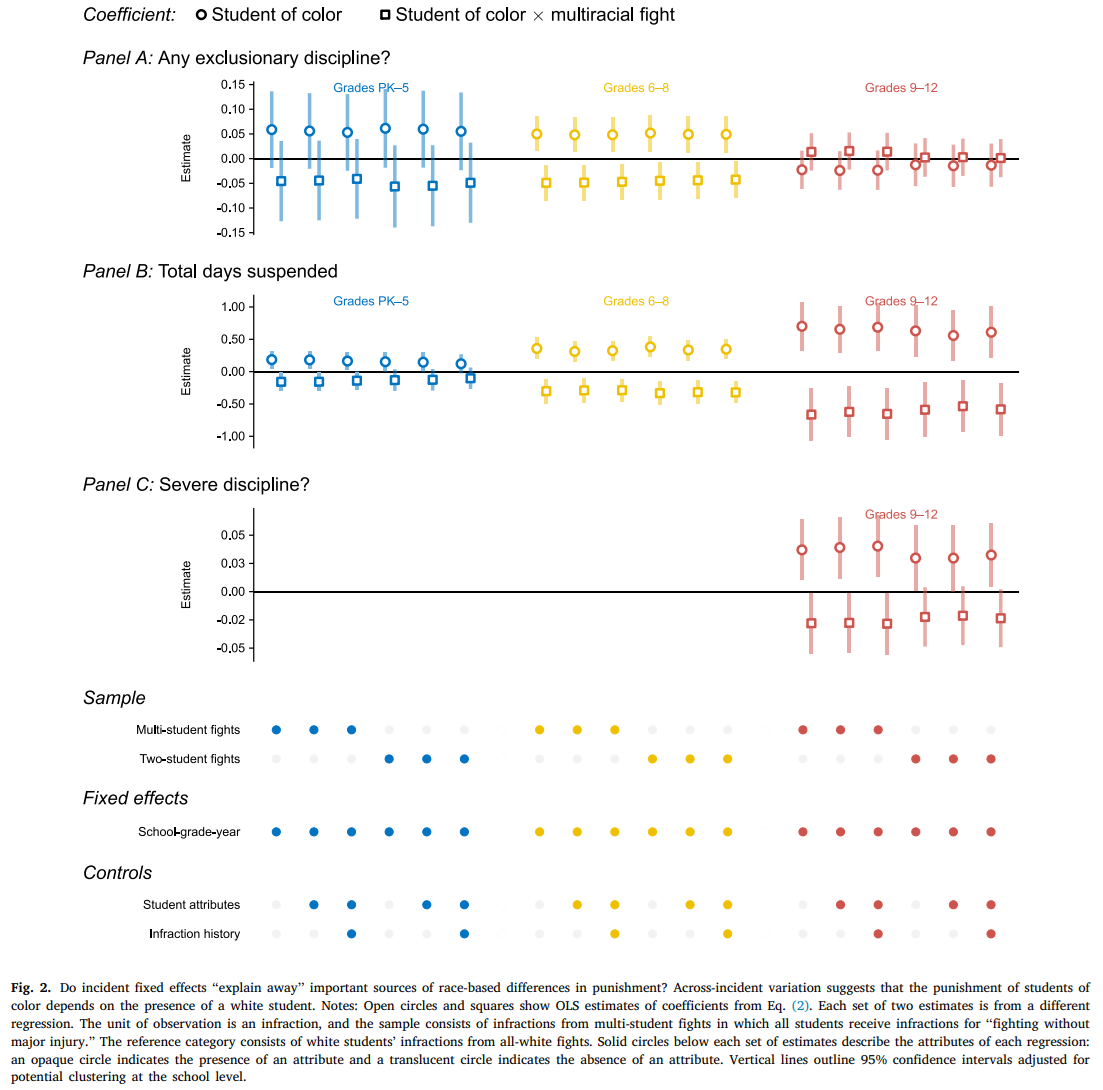 Coefficient: Student of color Student of color × multiracial fight
Panel A: Any exclusionary discipline?
Grades PK–5 Grades 6–8 Grades 9–12
0.15
0.10
0.05
0.00
-0.05
-0.10
-0.15
Estimate
Panel B: Total days suspended
Grades PK–5 Grades 6–8 Grades 9–12
1.00
0.50
0.00
-0.50
-1.00
Estimate
Panel C: Severe discipline?
Grades 9–12
0.05
0.03
0.00
-0.02
-0.05
Estimate
Sample
Multi-student fights
Two-student fights
Fixed effects
School-grade-year
Controls
Student attributes
Infraction history
Fig. 2. Do incident fixed effects “explain away” important sources of race-based differences in punishment? Across-incident variation suggests that the punishment of students of
color depends on the presence of a white student. Notes: Open circles and squares show OLS estimates of coefficients from Eq. (2). Each set of two estimates is from a different
regression. The unit of observation is an infraction, and the sample consists of infractions from multi-student fights in which all students receive infractions for “fighting without
major injury.” The reference category consists of white students’ infractions from all-white fights. Solid circles below each set of estimates describe the attributes of each regression:
an opaque circle indicates the presence of an attribute and a translucent circle indicates the absence of an attribute. Vertical lines outline 95% confidence intervals adjusted for
potential clustering at the school level.